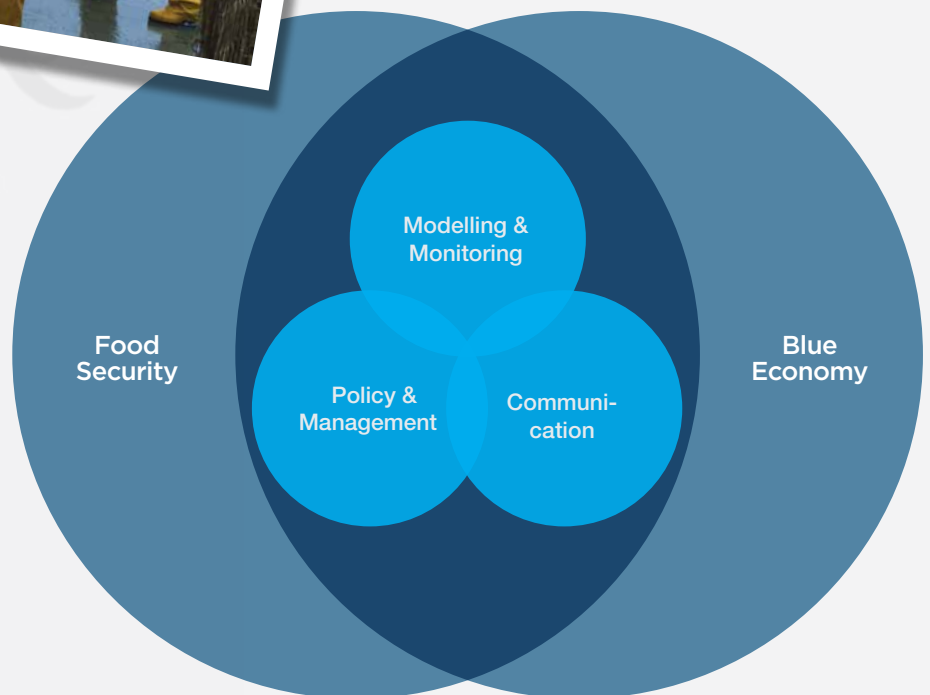 Modelling &
Monitoring
Food
Security
Policy &
Management
Communi-
cation
Blue
Economy